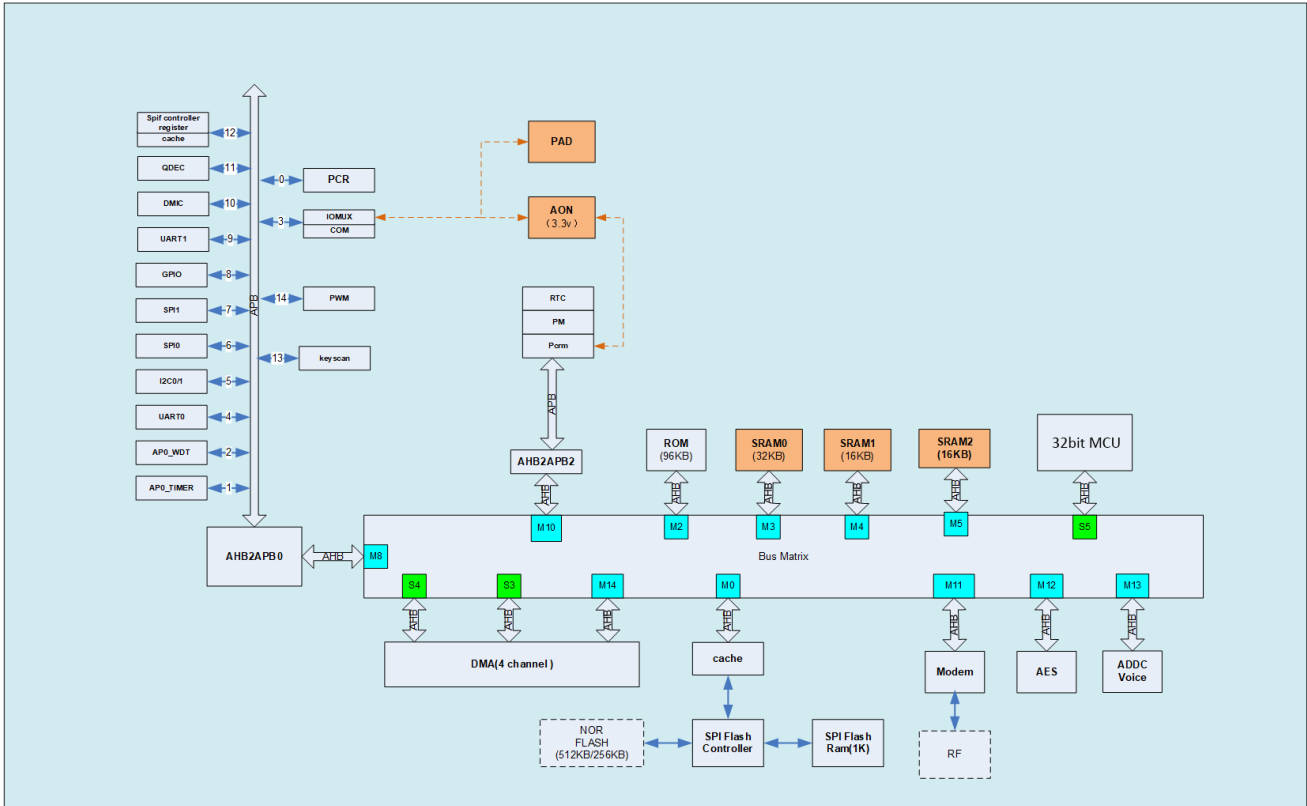 Spif controller
register
cache
12
QDEC
11
DMIC
10
UART1
9
GPIO
8
SPI1
7
SPI0
6
I2C0/1
5
UART0
4
AP0_WDT
2
AP0_TIMER
1
APB
0
PCR
3
IOMUX
COM
14
PWM
13
keyscan
PAD
AON
(3.3v)
RTC
PM
Pcrm
APB
AHB2APB2
AHB
ROM
(96KB)
AHB
SRAM0
(32KB)
AHB
SRAM1
(16KB)
AHB
SRAM2
(16KB)
AHB
32bit MCU
AHB
AHB2APB0
AHB
M8
M10
M2
M3
M4
M5
S5
Bus Matrix
S4
S3
M14
M0
M11
M12
M13
AHB
AHB
AHB
AHB
AHB
AHB
AHB
DMA(4 channel )
cache
Modem
AES
ADDC
Voice
NOR
FLASH
(512KB/256KB)
SPI Flash
Controller
SPI Flash
Ram(1K)
RF